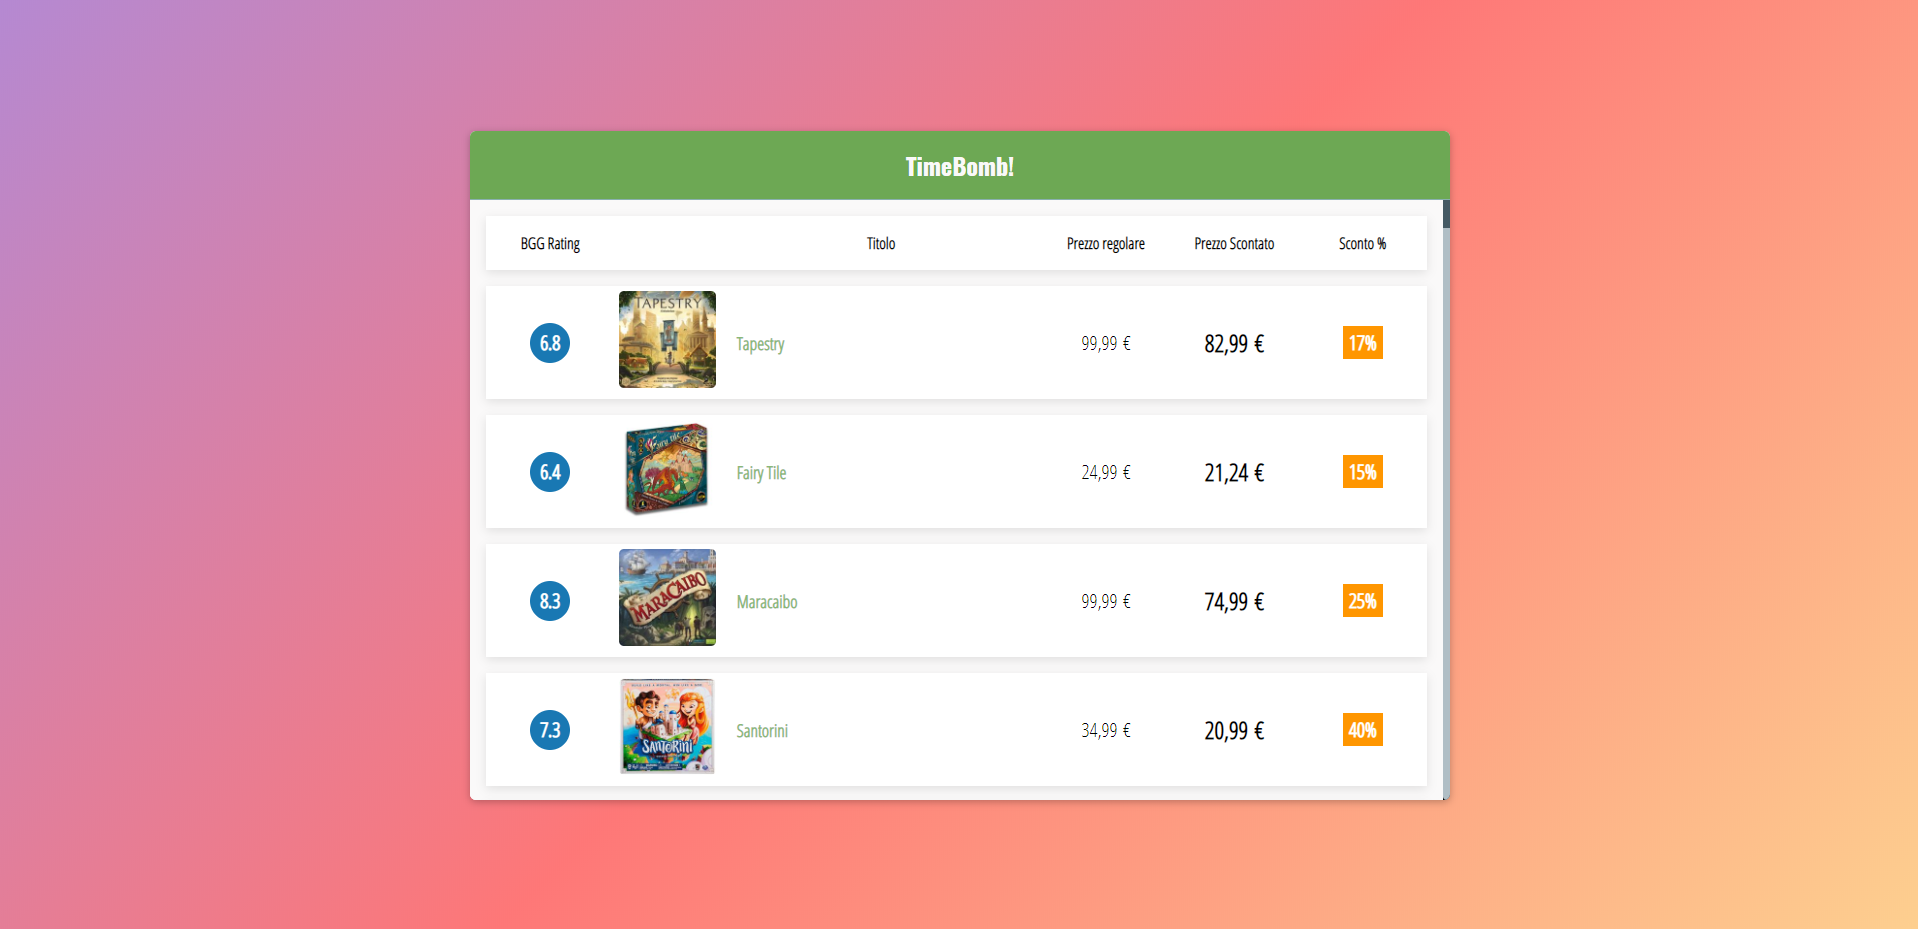 TimeBomb!
BGG Rating Titolo Prezzo regolare Prezzo Scontato Sconto %
TAPESTRY
6.8 Tapestry 99,99 € 82,99 € 17%
Fairy Tile
6.4 Fairy Tile 24,99 € 21,24 € 15%
MARACAIBO
8.3 Maracaibo 99,99 € 74,99 € 25%
7.3 Santorini 34,99 € 20,99 € 40%
SANTORINI